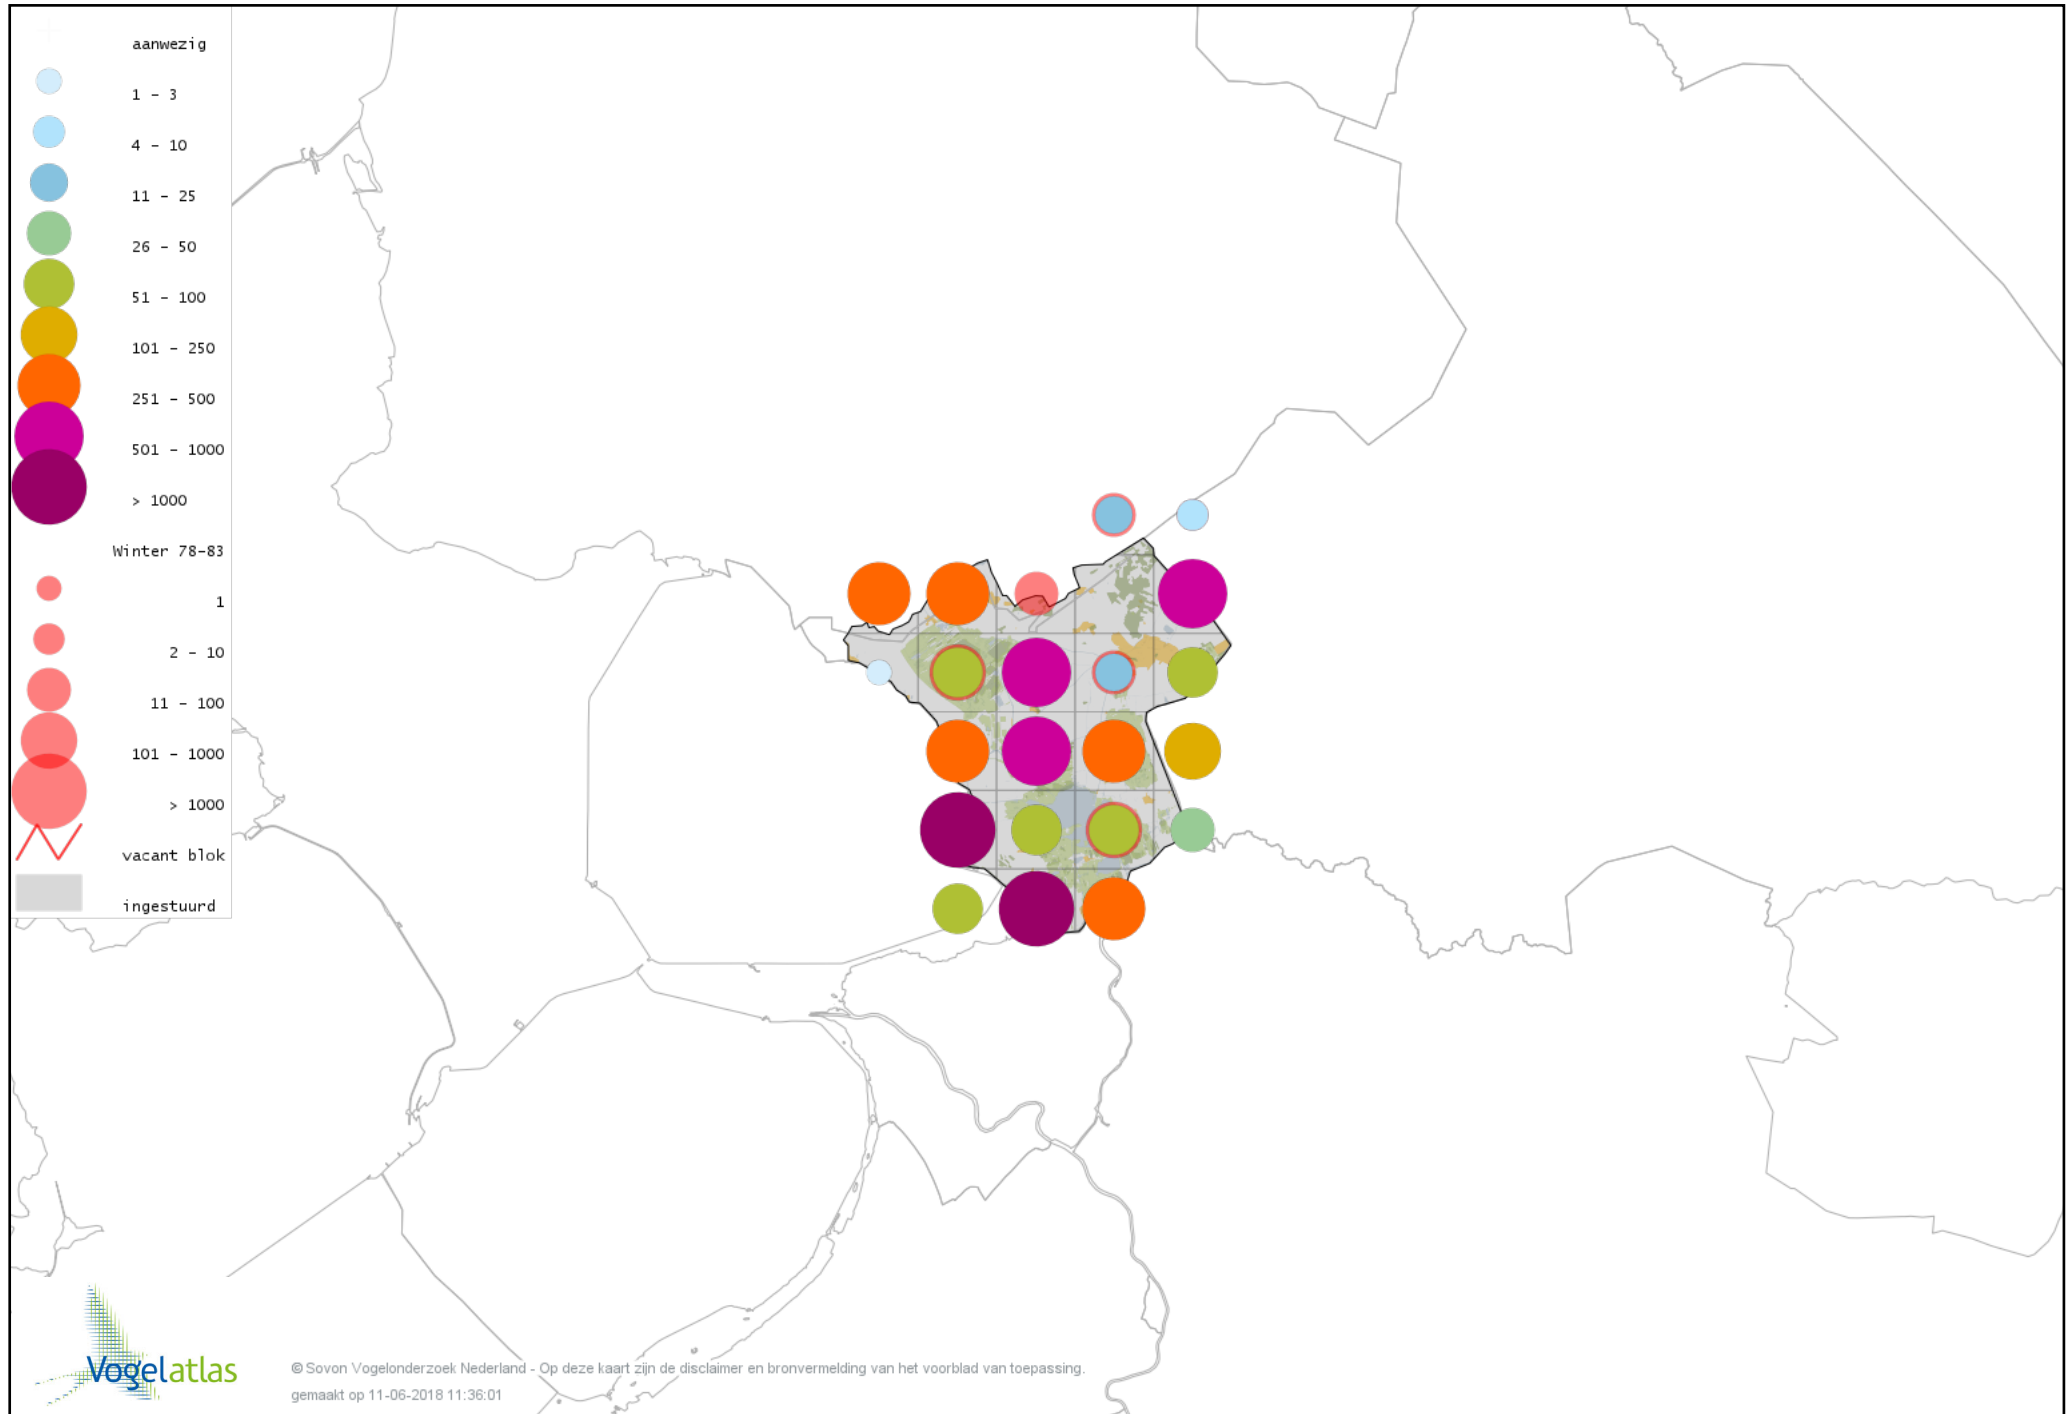 aanwezig
1 - 3
4 - 10
11 - 25
26 - 50
51 - 100
101 - 250
251 - 500
501 - 1000
> 1000
Winter 78-83
1
2 - 10
11 - 100
101 - 1000
> 1000
vacant blok
ingestuurd
Vogelatlas
© Sovon Vogelonderzoek Nederland - Op deze kaart zijn de disclaimer en bronvermelding van het voorblad van toepassing.
gemaakt op 11-06-2018 11:36:01